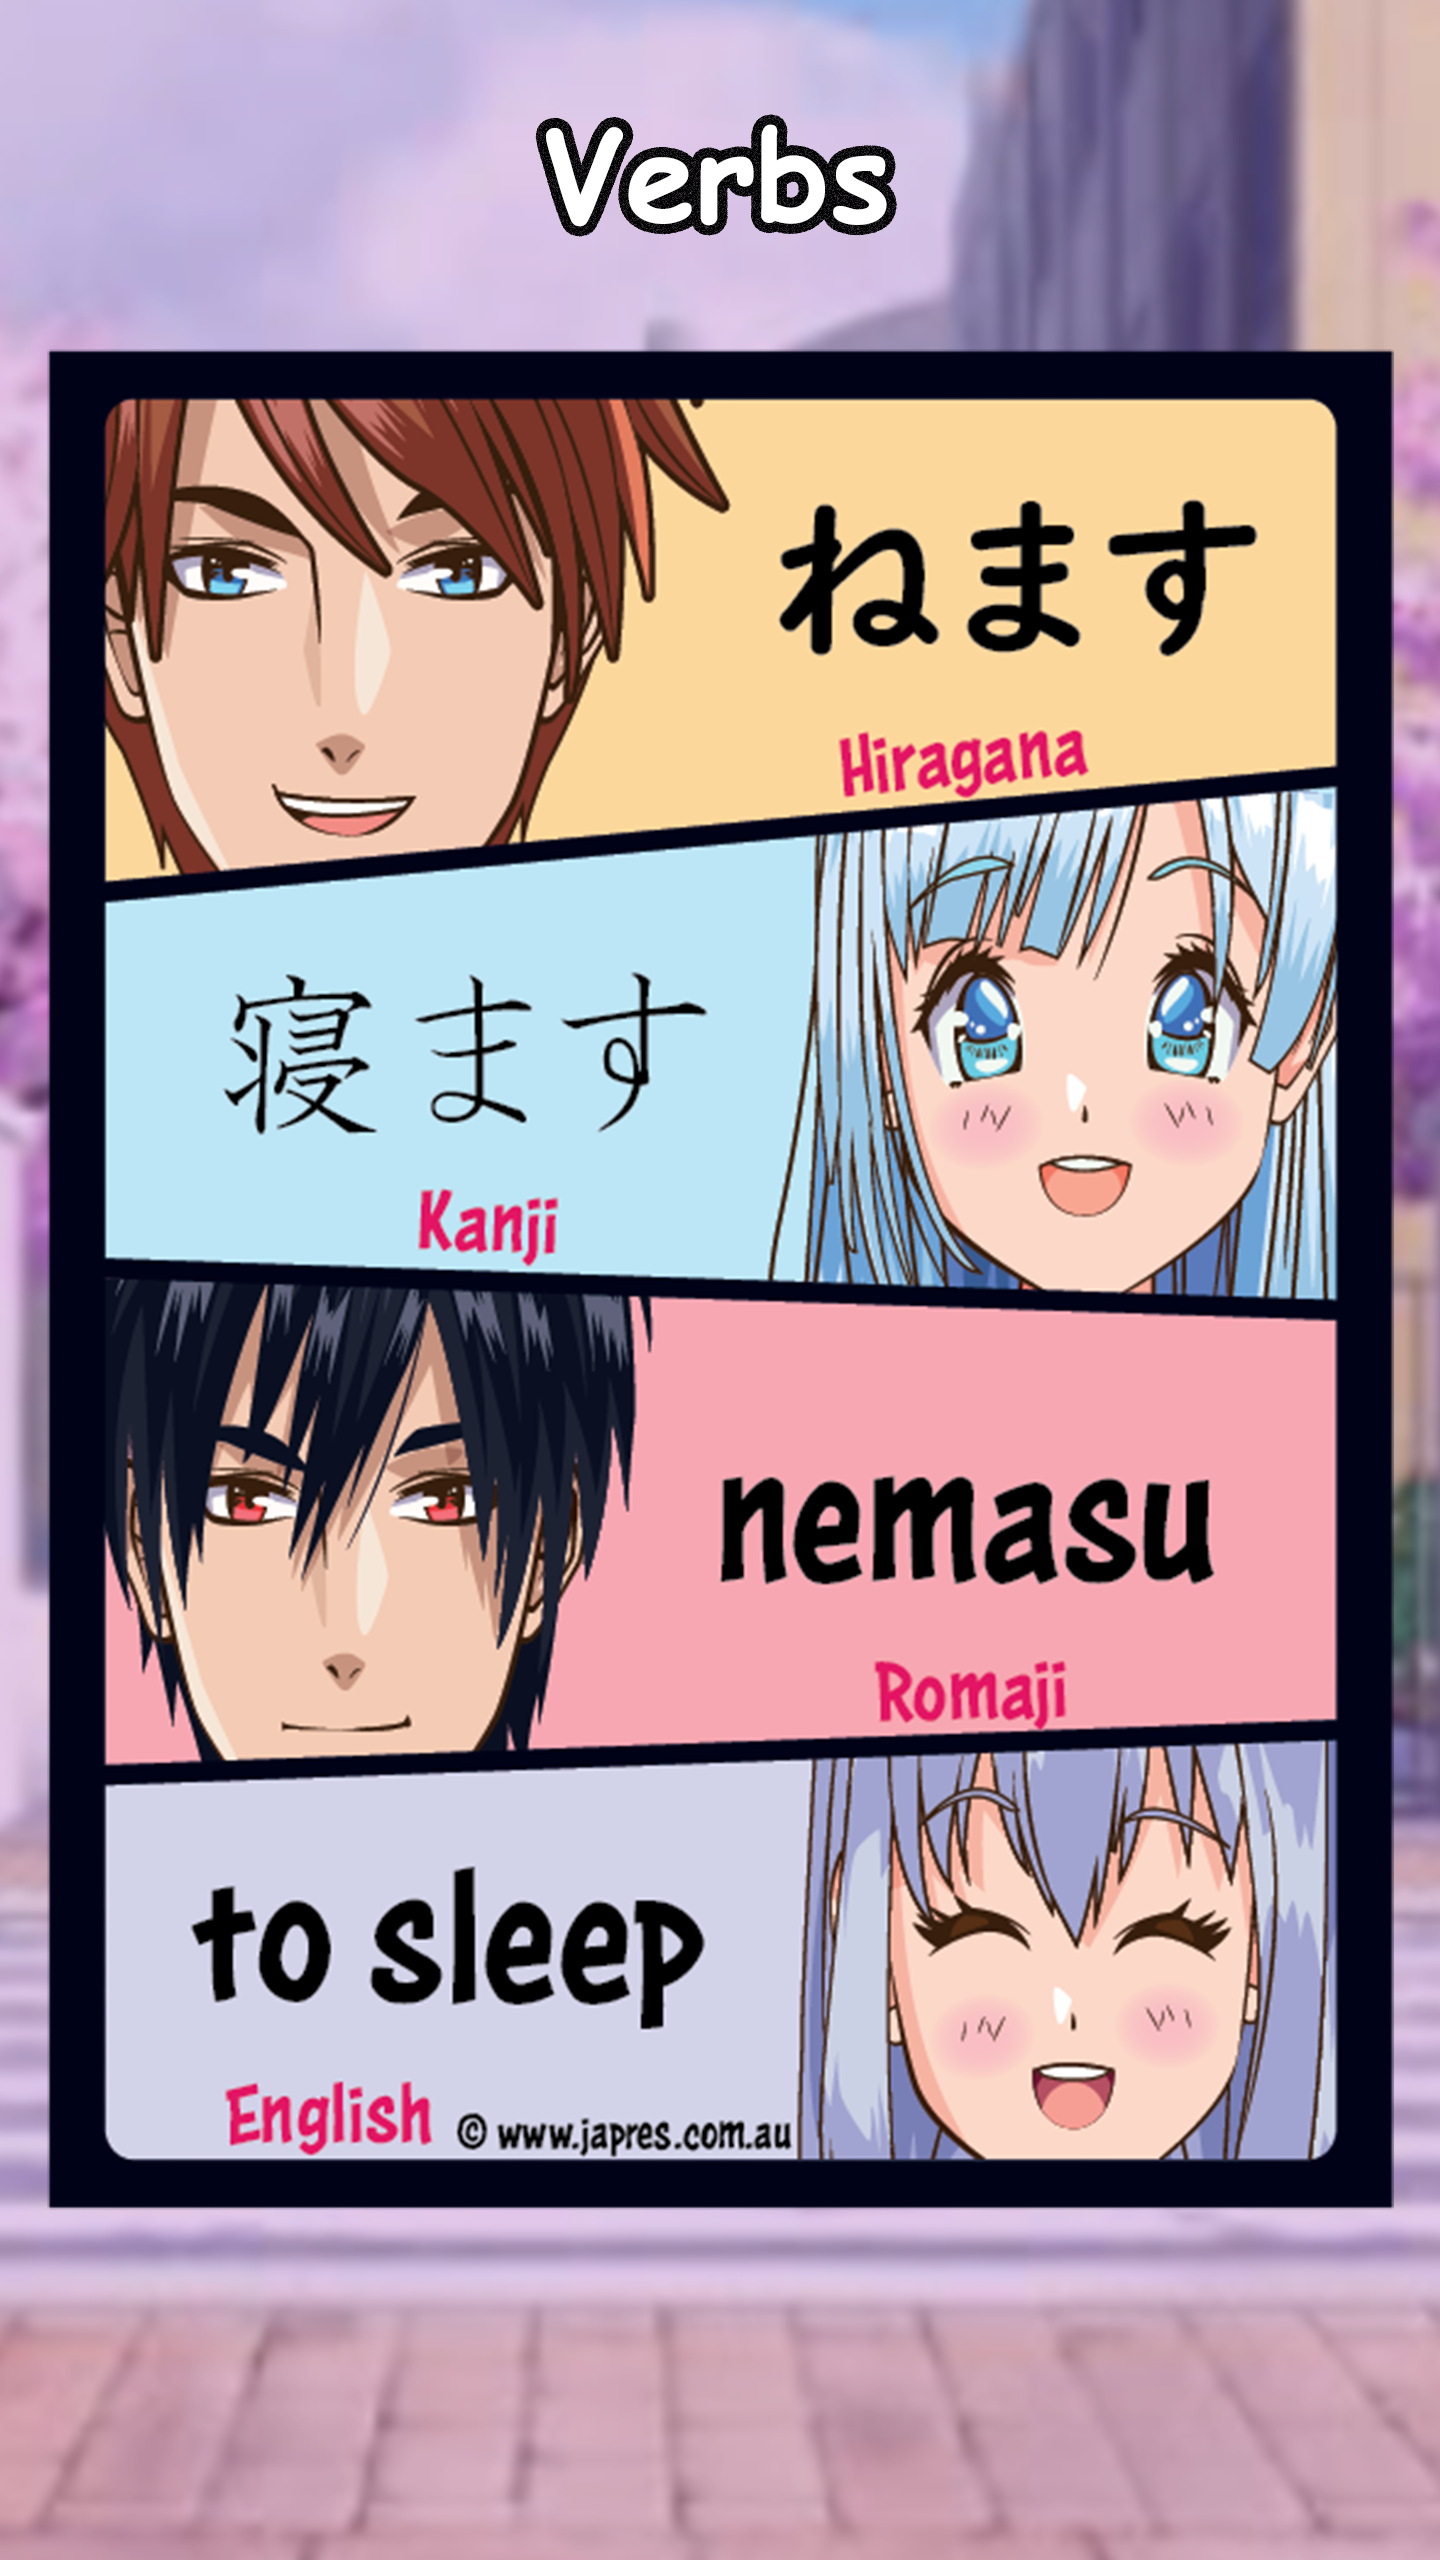 Verbs
ねます
Hiragana
寝ます
Kanji
nemasu
Romaji
to sleep
English © www.japres.com.au